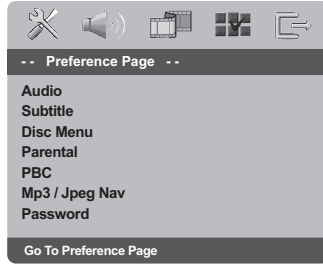 - - Preference Page - -
Audio
Subtitle
Disc Menu
Parental
PBC
Mp3 / Jpeg Nav
Password
Go To Preference Page